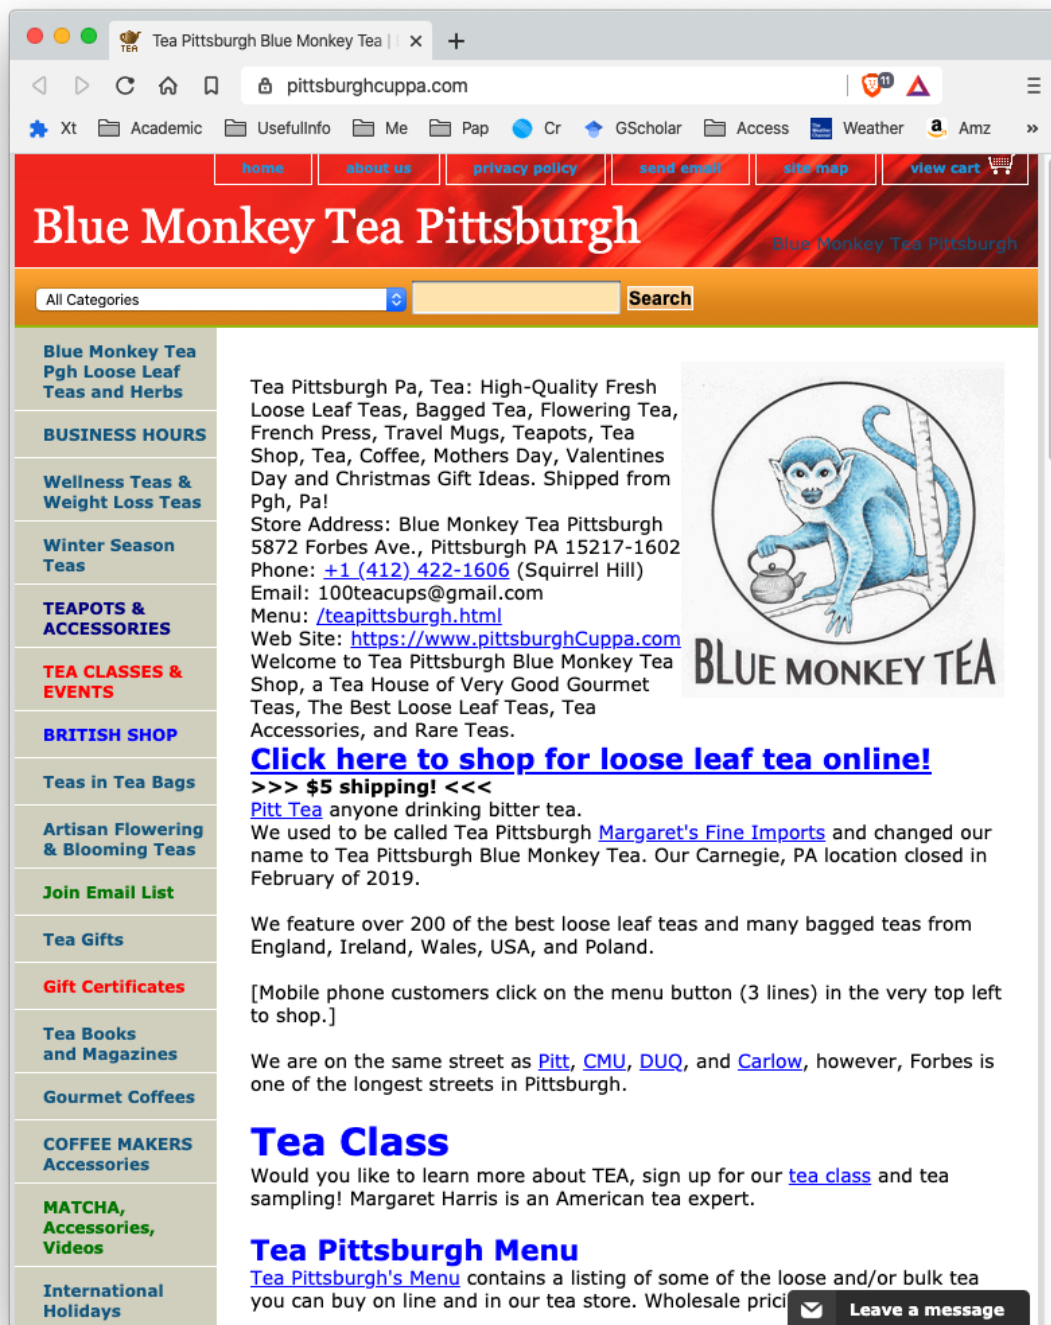 Tea Pittsburgh Blue Monkey Tea |
pittsburghcuppa.com
11
Xt Academic UsefulInfo Me Pap Cr GScholar Access Weather Amz »
home about us privacy policy send email site map view cart
Blue Monkey Tea Pittsburgh
Blue Monkey Tea Pittsburgh
All Categories Search
Blue Monkey Tea
Pgh Loose Leaf
Teas and Herbs
BUSINESS HOURS
Wellness Teas &
Weight Loss Teas
Winter Season
Teas
TEAPOTS &
ACCESSORIES
TEA CLASSES &
EVENTS
BRITISH SHOP
Teas in Tea Bags
Artisan Flowering
& Blooming Teas
Join Email List
Tea Gifts
Gift Certificates
Tea Books
and Magazines
Gourmet Coffees
COFFEE MAKERS
Accessories
MATCHA,
Accessories,
Videos
International
Holidays
Tea Pittsburgh Pa, Tea: High-Quality Fresh
Loose Leaf Teas, Bagged Tea, Flowering Tea,
French Press, Travel Mugs, Teapots, Tea
Shop, Tea, Coffee, Mothers Day, Valentines
Day and Christmas Gift Ideas. Shipped from
Pgh, Pa!
Store Address: Blue Monkey Tea Pittsburgh
5872 Forbes Ave., Pittsburgh PA 15217-1602
Phone: +1 (412) 422-1606 (Squirrel Hill)
Email: 100teacups@gmail.com
Menu: /teapittsburgh.html
Web Site: https://www.pittsburghCuppa.com
Welcome to Tea Pittsburgh Blue Monkey Tea
Shop, a Tea House of Very Good Gourmet
Teas, The Best Loose Leaf Teas, Tea
Accessories, and Rare Teas.
BLUE MONKEY TEA
Click here to shop for loose leaf tea online!
>>> $5 shipping! <<<
Pitt Tea anyone drinking bitter tea.
We used to be called Tea Pittsburgh Margaret's Fine Imports and changed our
name to Tea Pittsburgh Blue Monkey Tea. Our Carnegie, PA location closed in
February of 2019.
We feature over 200 of the best loose leaf teas and many bagged teas from
England, Ireland, Wales, USA, and Poland.
[Mobile phone customers click on the menu button (3 lines) in the very top left
to shop.]
We are on the same street as Pitt, CMU, DUQ, and Carlow, however, Forbes is
one of the longest streets in Pittsburgh.
Tea Class
Would you like to learn more about TEA, sign up for our tea class and tea
sampling! Margaret Harris is an American tea expert.
Tea Pittsburgh Menu
Tea Pittsburgh's Menu contains a listing of some of the loose and/or bulk tea
you can buy on line and in our tea store. Wholesale prici
Leave a message